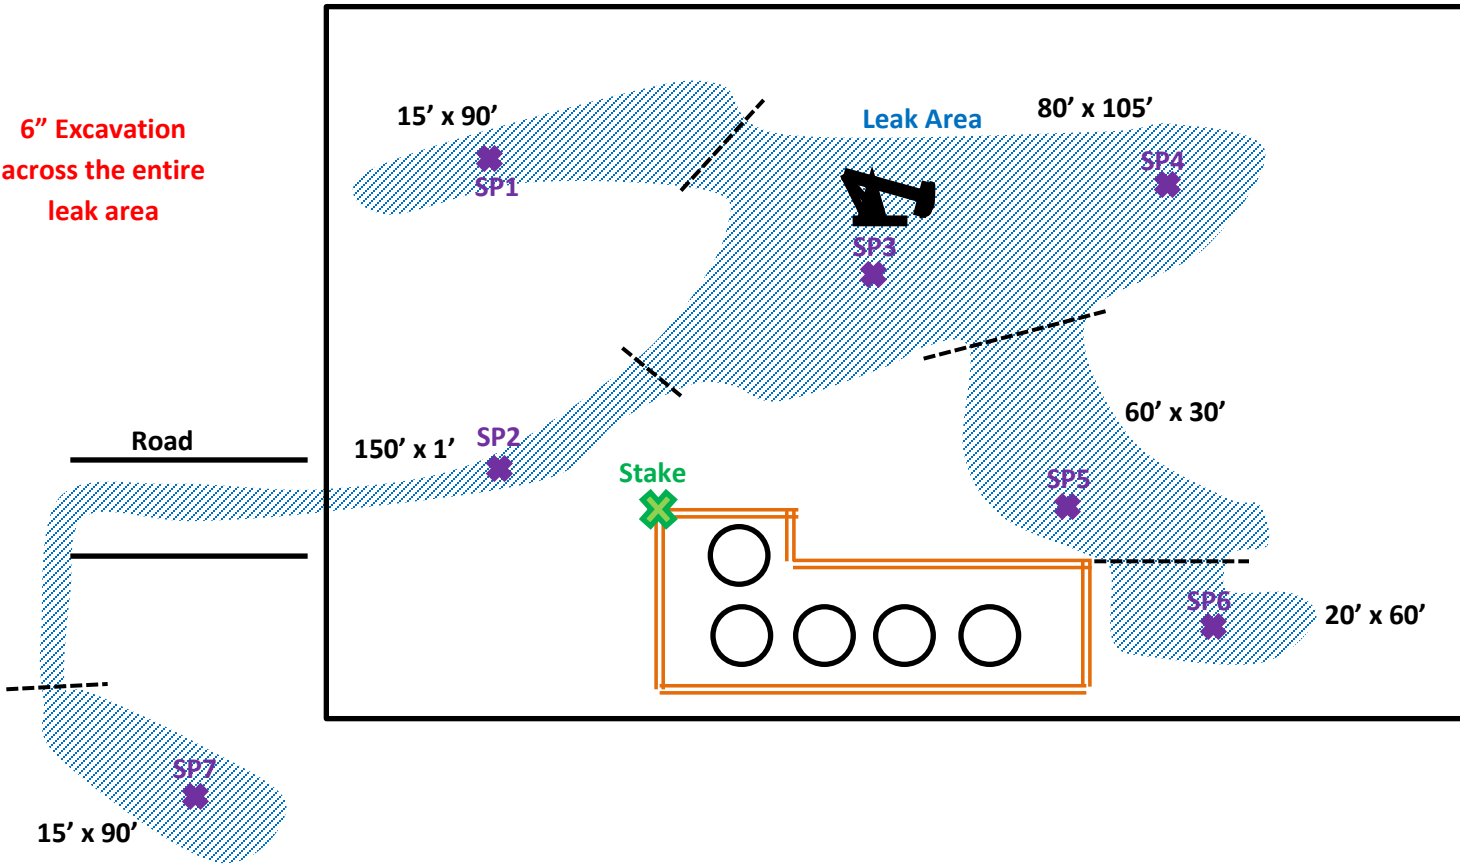 15’ x 90’
Leak Area
80’ x 105’
6” Excavation
across the entire
leak area
SP1
SP4
SP3
60’ x 30’
Road
150’ x 1’
SP2
Stake
SP5
SP6
20’ x 60’
SP7
15’ x 90’